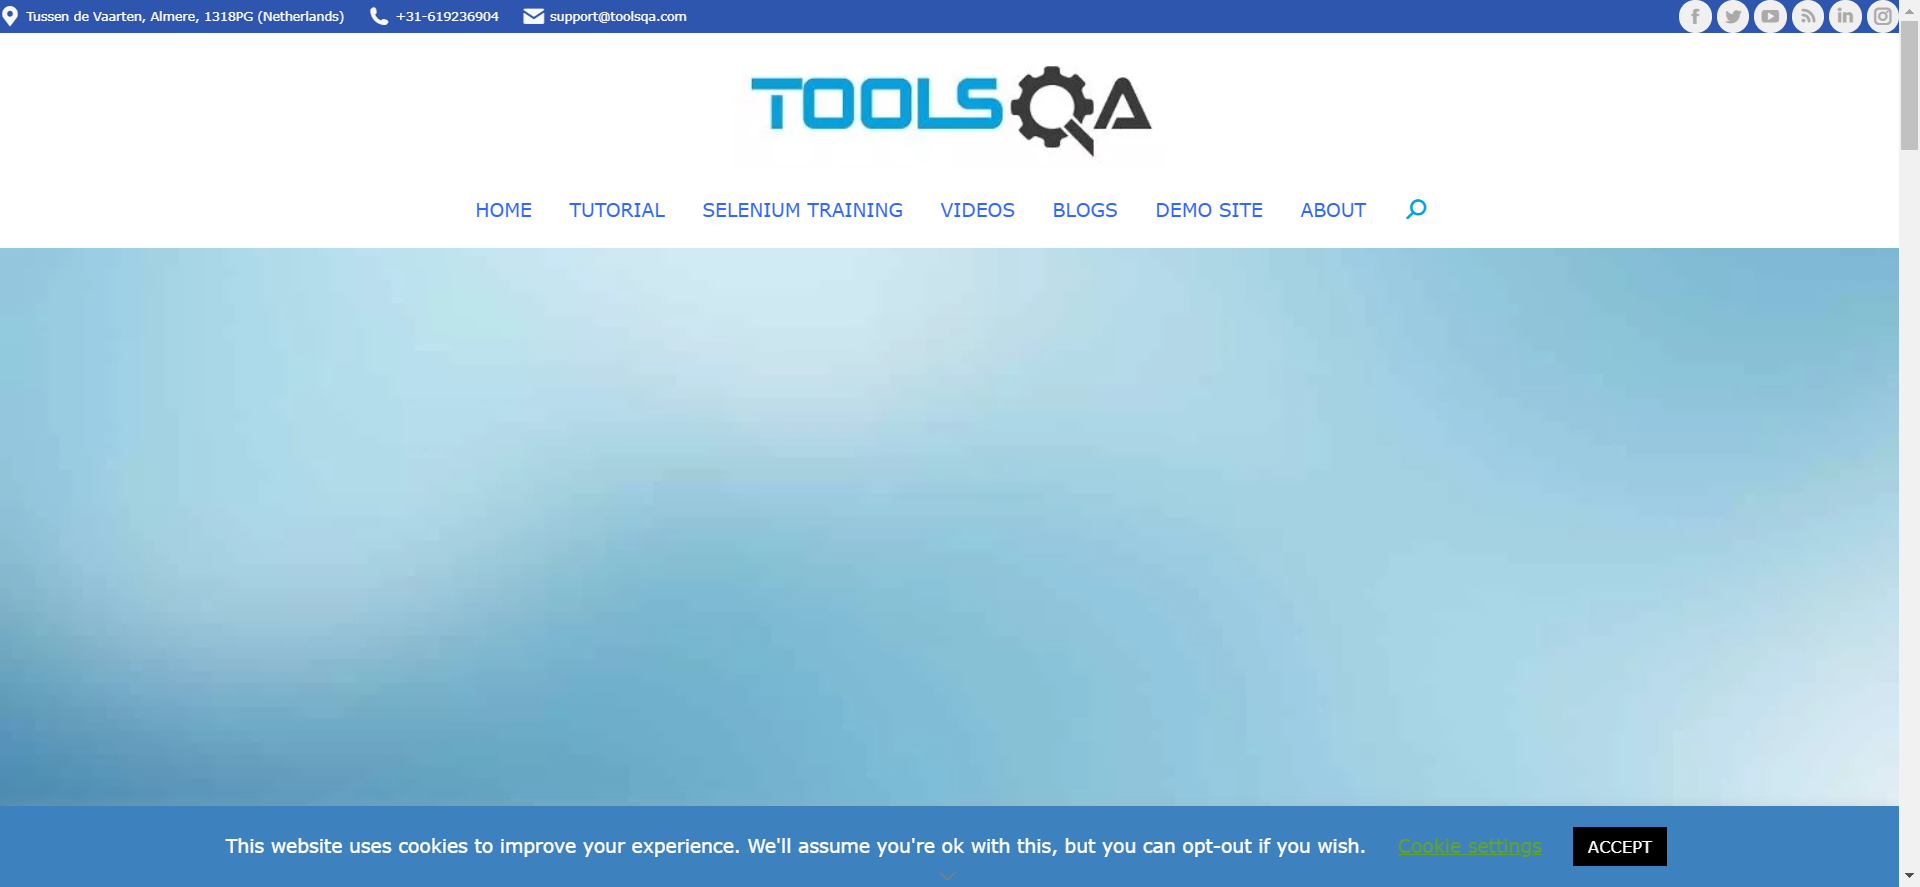 Tussen de Vaarten, Almere, 1318PG (Netherlands) +31-619236904 support@toolsqa.com
TOOLSQA
HOME TUTORIAL SELENIUM TRAINING VIDEOS BLOGS DEMO SITE ABOUT
This website uses cookies to improve your experience. We'll assume you're ok with this, but you can opt-out if you wish. Cookie settings ACCEPT